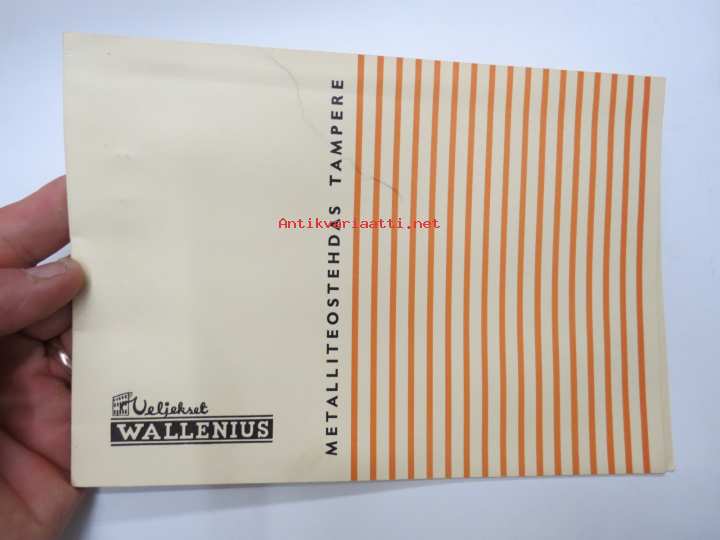 METALLITEOSTEHDAS TAMPERE
Antikvariaatti.net
Veljekset
WALLENIUS